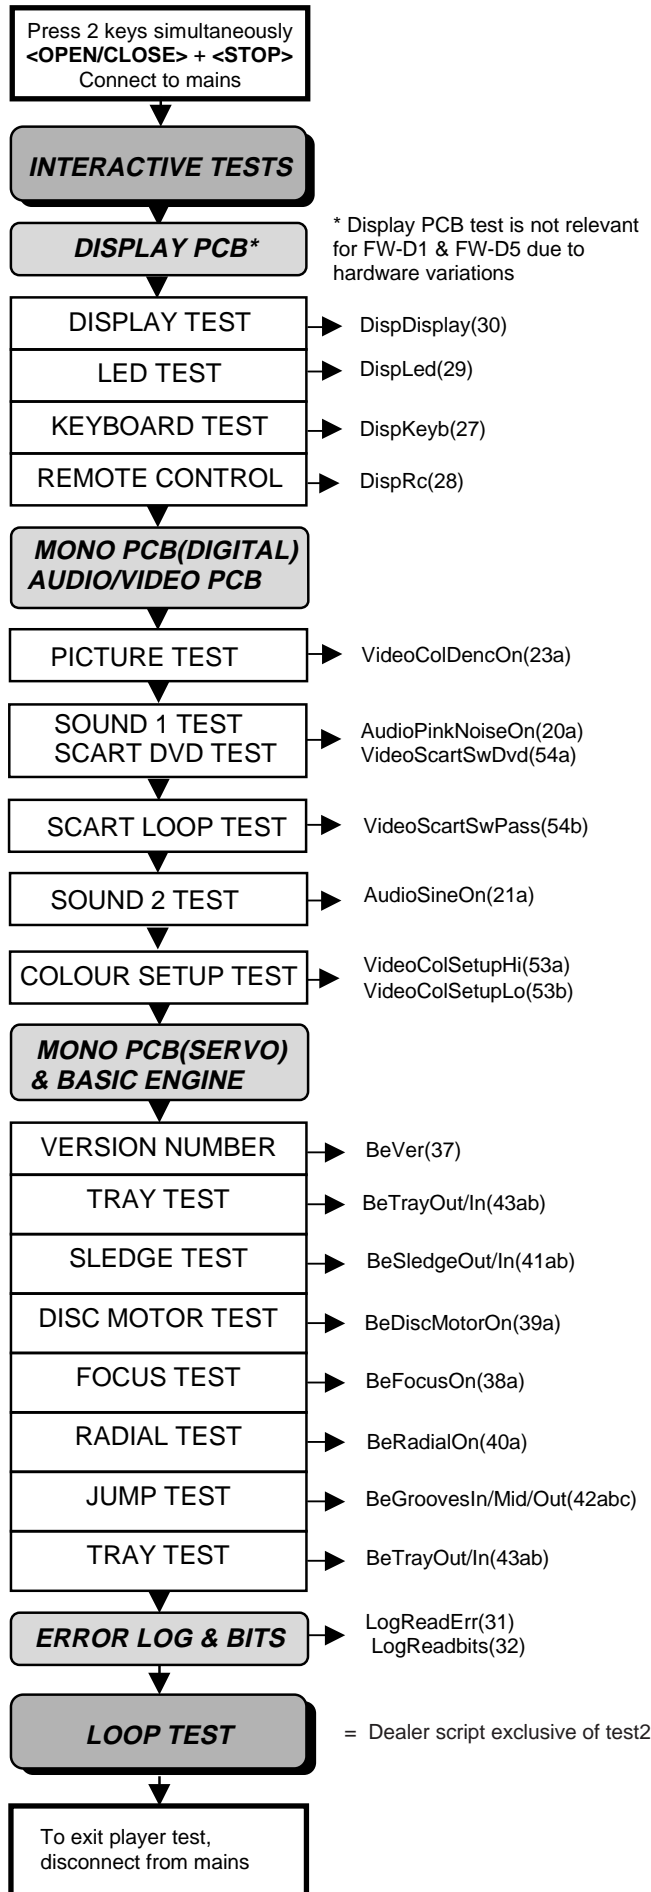 Press 2 keys simultaneously
<OPEN/CLOSE> + <STOP>
Connect to mains
INTERACTIVE TESTS
DISPLAY PCB*
* Display PCB test is not relevant
for FW-D1 & FW-D5 due to
hardware variations
DISPLAY TEST
DispDisplay(30)
LED TEST
DispLed(29)
KEYBOARD TEST
DispKeyb(27)
REMOTE CONTROL
DispRc(28)
MONO PCB(DIGITAL)
AUDIO/VIDEO PCB
PICTURE TEST
VideoColDencOn(23a)
SOUND 1 TEST
SCART DVD TEST
AudioPinkNoiseOn(20a)
VideoScartSwDvd(54a)
SCART LOOP TEST
VideoScartSwPass(54b)
SOUND 2 TEST
AudioSineOn(21a)
COLOUR SETUP TEST
VideoColSetupHi(53a)
VideoColSetupLo(53b)
MONO PCB(SERVO)
& BASIC ENGINE
VERSION NUMBER
BeVer(37)
TRAY TEST
BeTrayOut/In(43ab)
SLEDGE TEST
BeSledgeOut/In(41ab)
DISC MOTOR TEST
BeDiscMotorOn(39a)
FOCUS TEST
BeFocusOn(38a)
RADIAL TEST
BeRadialOn(40a)
JUMP TEST
BeGroovesIn/Mid/Out(42abc)
TRAY TEST
BeTrayOut/In(43ab)
ERROR LOG & BITS
LogReadErr(31)
LogReadbits(32)
LOOP TEST
= Dealer script exclusive of test2
To exit player test,
disconnect from mains